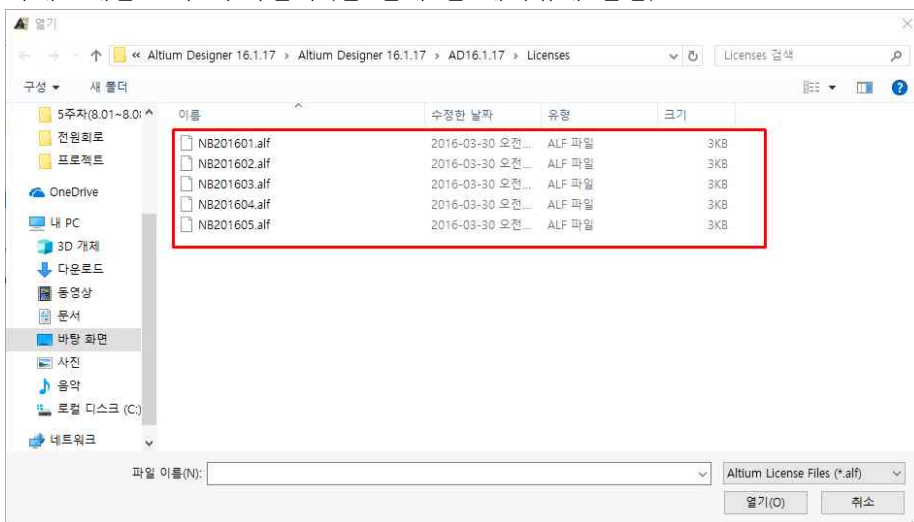 열기
« Altium Designer 16.1.17 › Altium Designer 16.1.17 › AD16.1.17 › Licenses
Licenses 검색
구성
새 폴더
5주차(8.01~8.0
이름
수정한 날짜
유형
크기
전원회로
프로젝트
OneDrive
내 PC
3D 개체
다운로드
동영상
문서
바탕 화면
사진
음악
로컬 디스크 (C:)
네트워크
NB201601.alf 2016-03-30 오전... ALF 파일 3KB
NB201602.alf 2016-03-30 오전... ALF 파일 3KB
NB201603.alf 2016-03-30 오전... ALF 파일 3KB
NB201604.alf 2016-03-30 오전... ALF 파일 3KB
NB201605.alf 2016-03-30 오전... ALF 파일 3KB
파일 이름(N):
Altium License Files (*.alf)
열기(O)
취소